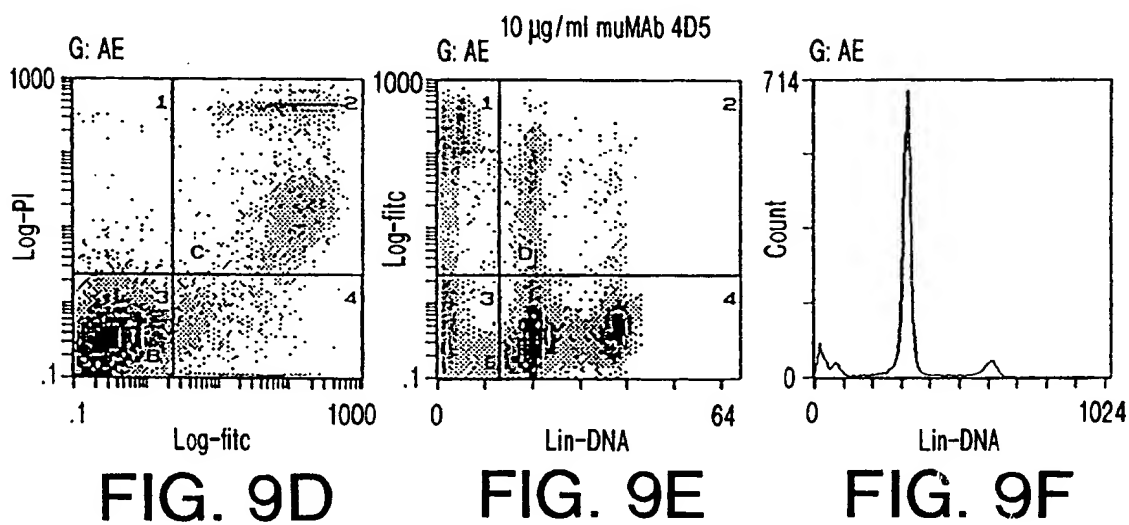 10 µg/ml muMAb 4D5
G: AE
1000
1
2
Log-PI
C
3
4
B
.1
.1
1000
Log-fitc
FIG. 9D
G: AE
1000
1
2
Log-fitc
D
3
4
E
.1
0
64
Lin-DNA
FIG. 9E
G: AE
714
Count
0
0
1024
Lin-DNA
FIG. 9F